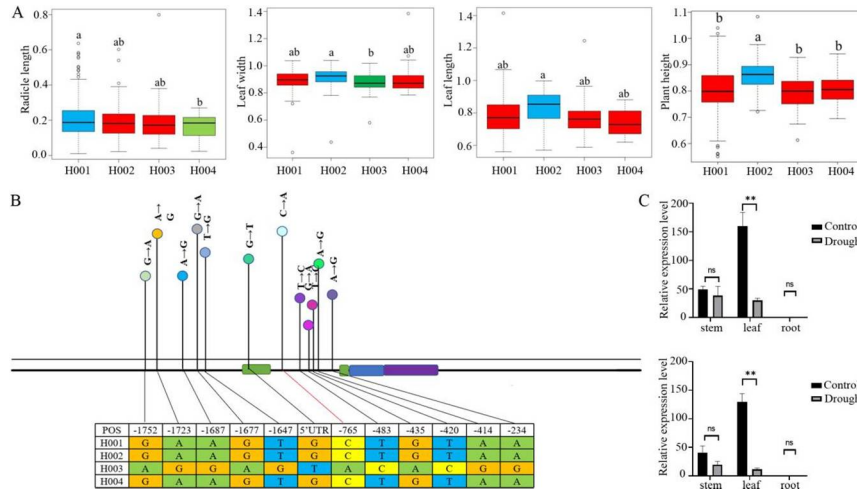 A
Radicle length
0.8
0.6
0.4
0.2
0.0
a
ab
ab
b
H001
H002
H003
H004
Leaf width
1.4
1.2
1.0
0.8
0.6
0.4
ab
a
b
ab
H001
H002
H003
H004
Leaf length
1.4
1.2
1.0
0.8
0.6
ab
a
ab
ab
H001
H002
H003
H004
Plant height
1.1
1.0
0.9
0.8
0.7
0.6
b
a
b
b
H001
H002
H003
H004
B
G→A
A→
G
A→G
G→A
T→G
G→T
C→A
T→C
G→A
A→G
A→G
POS -1752 -1723 -1687 -1677 -1647 5'UTR -765 -483 -435 -420 -414 -234
H001 G A A G T G C T G T A A
H002 G A A G T G C T G T A A
H003 A G G A G T A C A C G G
H004 G A A G T G C T G T A A
C
Relative expression level
200
150
100
50
0
ns
**
ns
stem
leaf
root
Contro
Drough
Relative expression level
200
150
100
50
0
ns
**
ns
stem
leaf
root
Contro
Drough